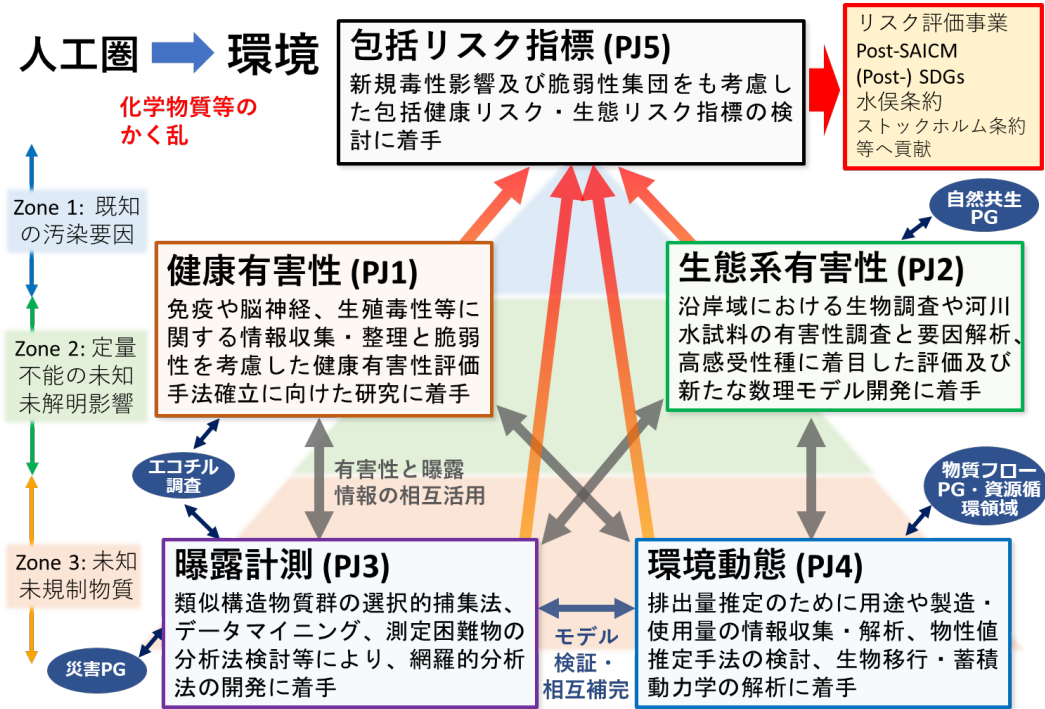 人工圏
環境
化学物質等の
かく乱
包括リスク指標 (PJ5)
新規毒性影響及び脆弱性集団をも考慮し
た包括健康リスク・生態リスク指標の検
討に着手
リスク評価事業
Post-SAICM
(Post-) SDGs
水俣条約
ストックホルム条約
等へ貢献
Zone 1: 既知
の汚染要因
自然共生
PG
健康有害性 (PJ1)
免疫や脳神経、生殖毒性等に
関する情報収集・整理と脆弱
性を考慮した健康有害性評価
手法確立に向けた研究に着手
生態系有害性 (PJ2)
沿岸域における生物調査や河川
水試料の有害性調査と要因解析、
高感受性種に着目した評価及び
新たな数理モデル開発に着手
Zone 2: 定量
不能の未知
未解明影響
エコチル
調査
有害性と曝露
情報の相互活用
物質フロー
PG・資源循
環領域
Zone 3: 未知
未規制物質
曝露計測 (PJ3)
類似構造物質群の選択的捕集法、
データマイニング、測定困難物の
分析法検討等により、網羅的分析
法の開発に着手
モデル
検証・
相互補完
環境動態 (PJ4)
排出量推定のために用途や製造・
使用量の情報収集・解析、物性値
推定手法の検討、生物移行・蓄積
動力学の解析に着手
災害PG